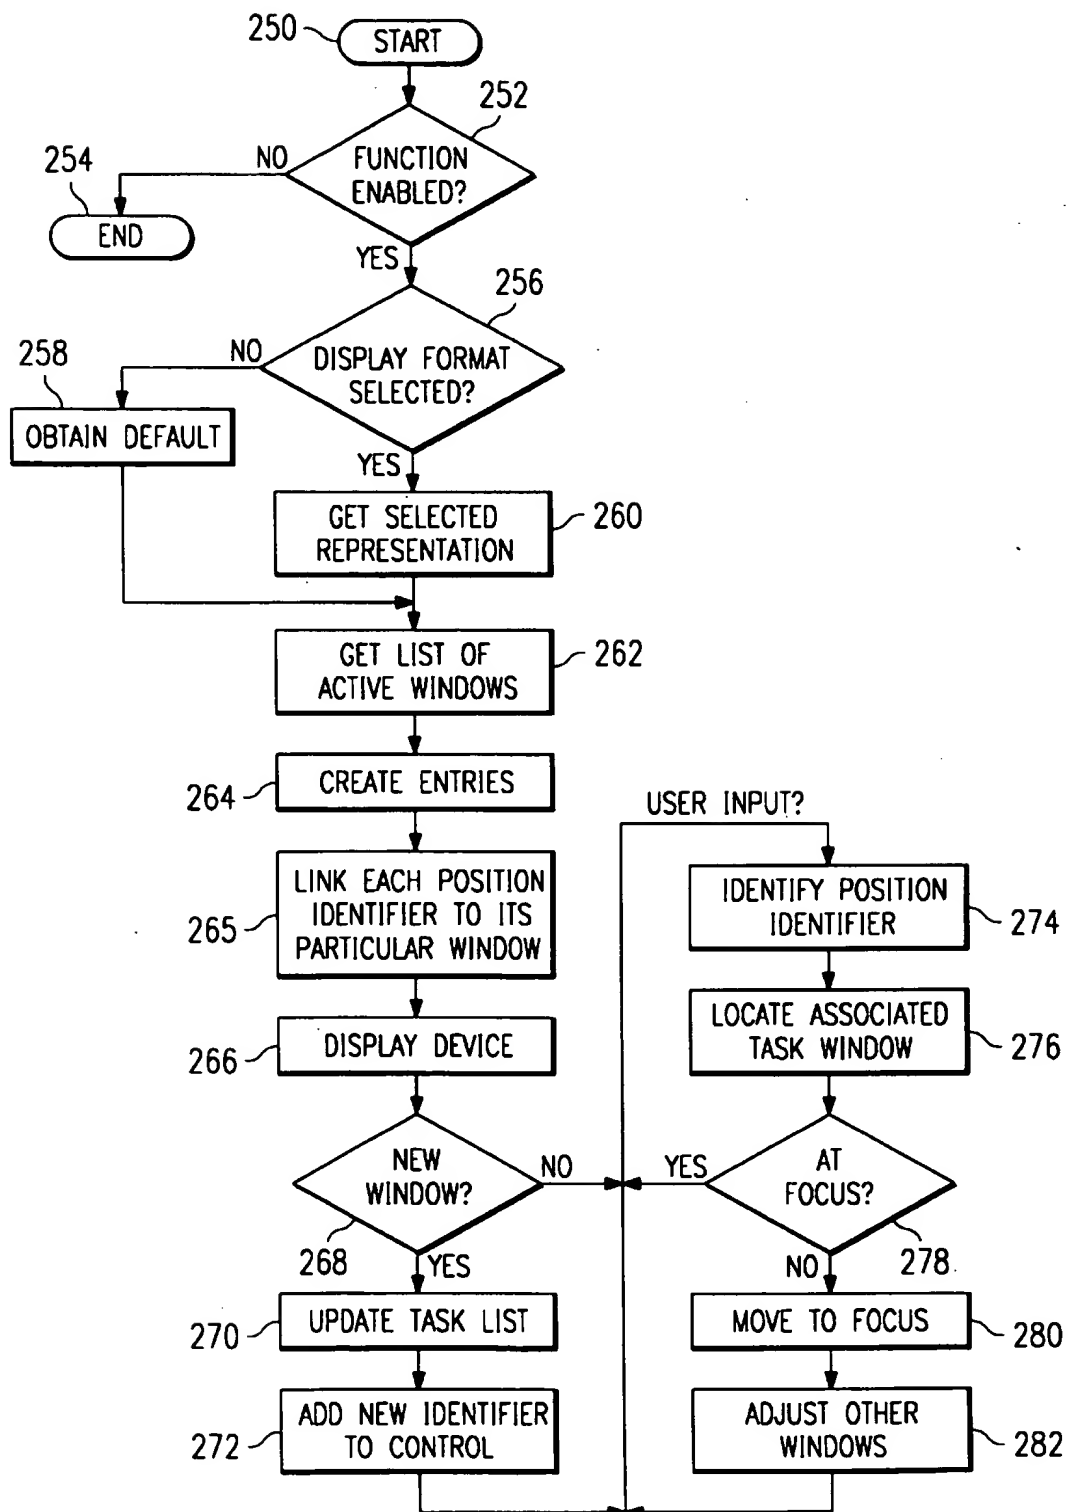 250
START
252
FUNCTION
ENABLED?
NO
254
END
YES
256
DISPLAY FORMAT
SELECTED?
NO
258
OBTAIN DEFAULT
YES
GET SELECTED
REPRESENTATION
260
GET LIST OF
ACTIVE WINDOWS
262
CREATE ENTRIES
264
LINK EACH POSITION
IDENTIFIER TO ITS
PARTICULAR WINDOW
265
DISPLAY DEVICE
266
NEW
WINDOW?
NO
268
YES
UPDATE TASK LIST
270
ADD NEW IDENTIFIER
TO CONTROL
272
USER INPUT?
IDENTIFY POSITION
IDENTIFIER
274
LOCATE ASSOCIATED
TASK WINDOW
276
AT
FOCUS?
YES
278
NO
MOVE TO FOCUS
280
ADJUST OTHER
WINDOWS
282